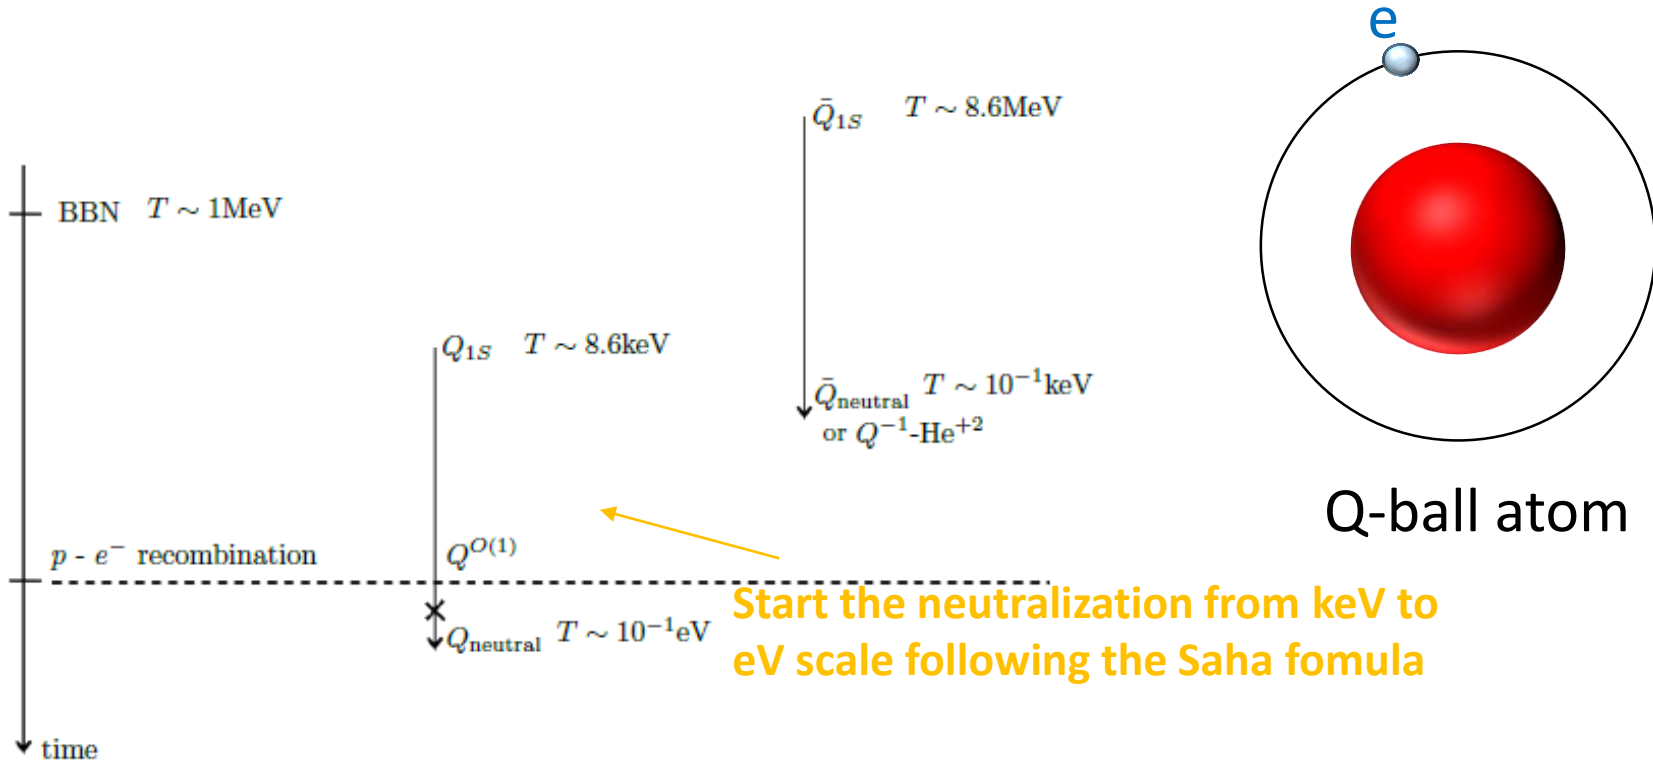 e
Q̄₁S T ~ 8.6MeV
BBN T ~ 1MeV
Q₁S T ~ 8.6keV
Q̄neutral T ~ 10⁻¹keV
or Q⁻¹-He⁺²
Q-ball atom
p - e⁻ recombination
Q^O(1)
Start the neutralization from keV to
eV scale following the Saha fomula
Qneutral T ~ 10⁻¹eV
time